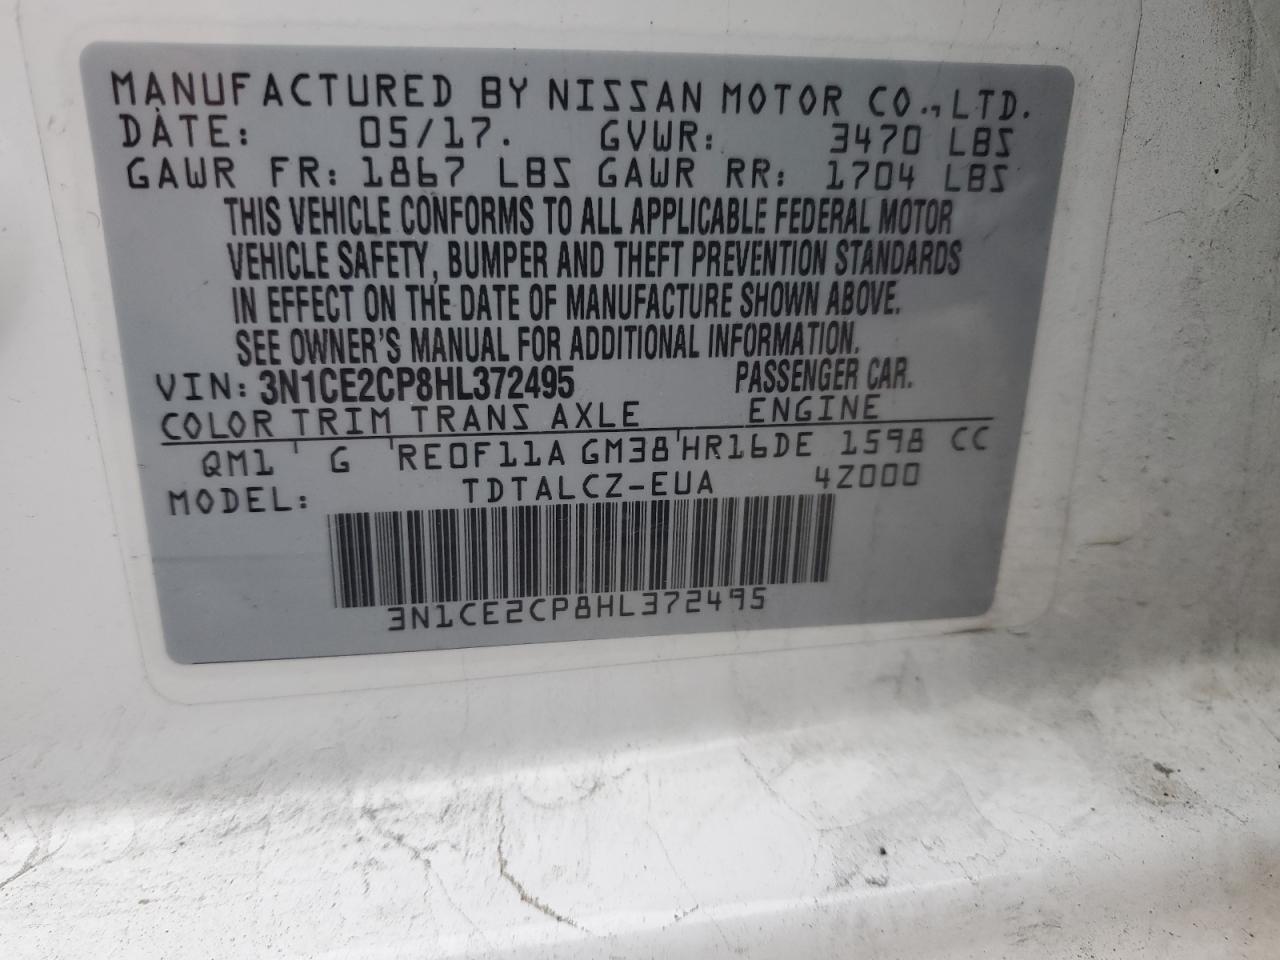 MANUFACTURED BY NISSAN MOTOR CO., LTD.
DATE: 05/17. GVWR: 3470 LBS
GAWR FR: 1867 LBS GAWR RR: 1704 LBS
THIS VEHICLE CONFORMS TO ALL APPLICABLE FEDERAL MOTOR
VEHICLE SAFETY, BUMPER AND THEFT PREVENTION STANDARDS
IN EFFECT ON THE DATE OF MANUFACTURE SHOWN ABOVE.
SEE OWNER'S MANUAL FOR ADDITIONAL INFORMATION.
VIN: 3N1CE2CP8HL372495 PASSENGER CAR.
COLOR TRIM TRANS AXLE ENGINE
QM1 ' G ' RE0F11A GM38 ' HR16DE 1598 CC
MODEL: TDTALCZ-EUA 4Z000
3N1CE2CP8HL372495